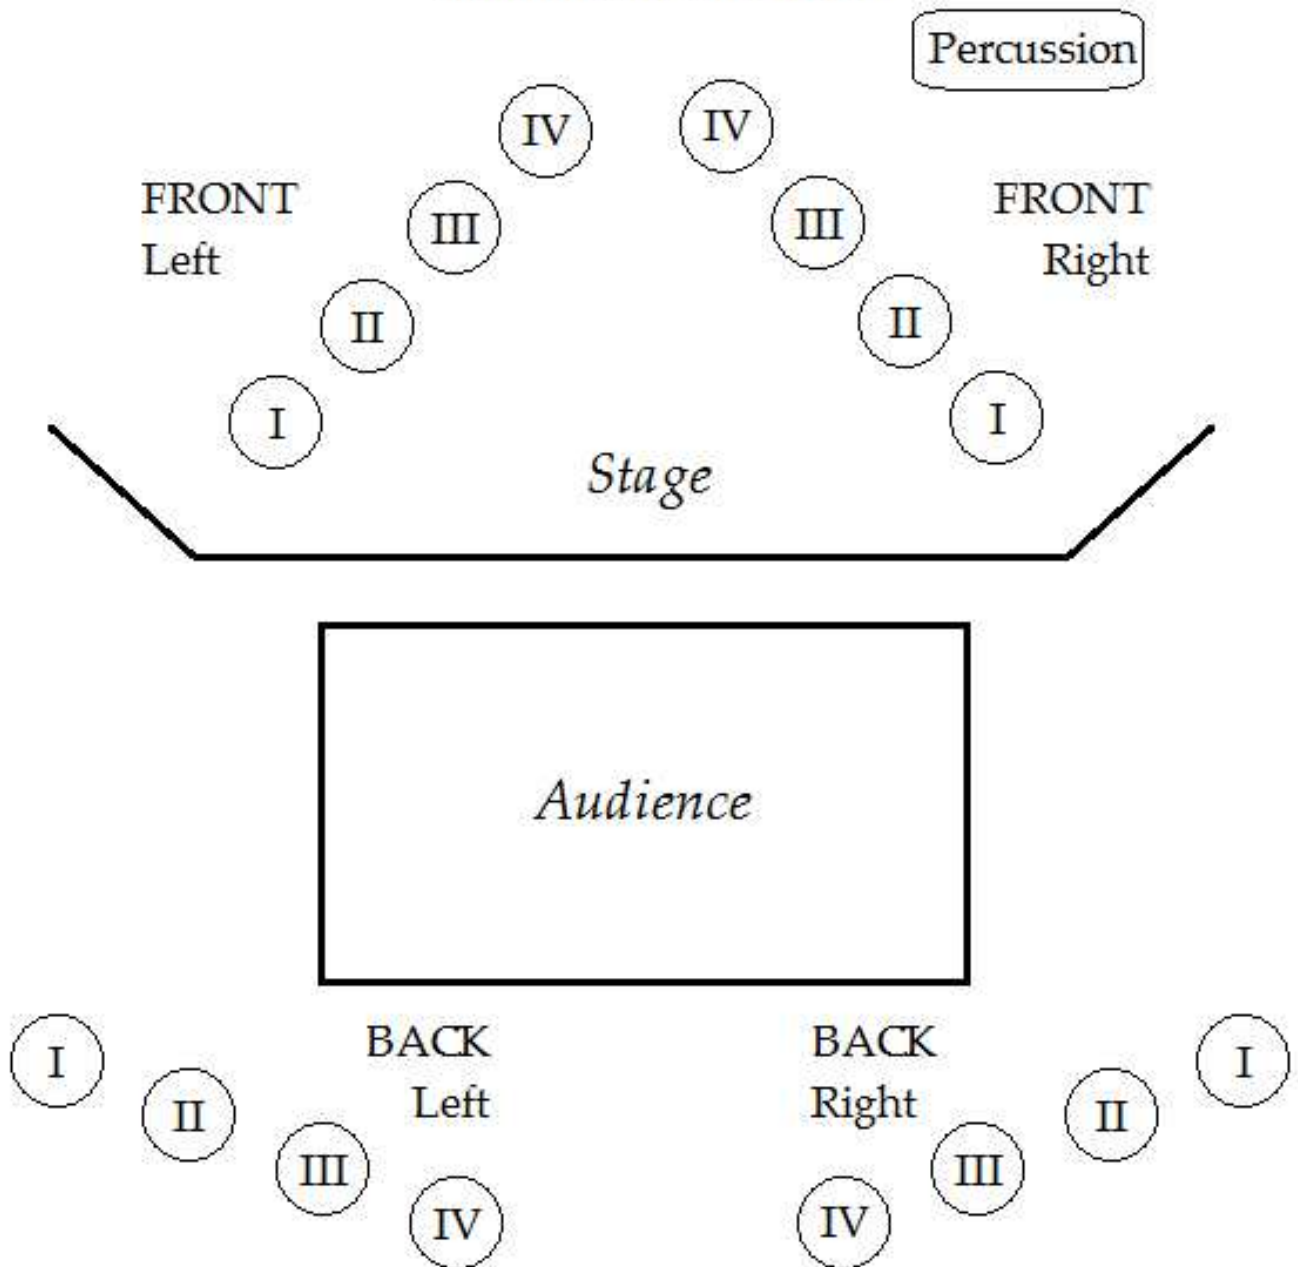 Percussion
IV
IV
FRONT
Left
III
III
FRONT
Right
II
II
I
I
Stage
Audience
BACK
Left
BACK
Right
I
I
II
II
III
III
IV
IV